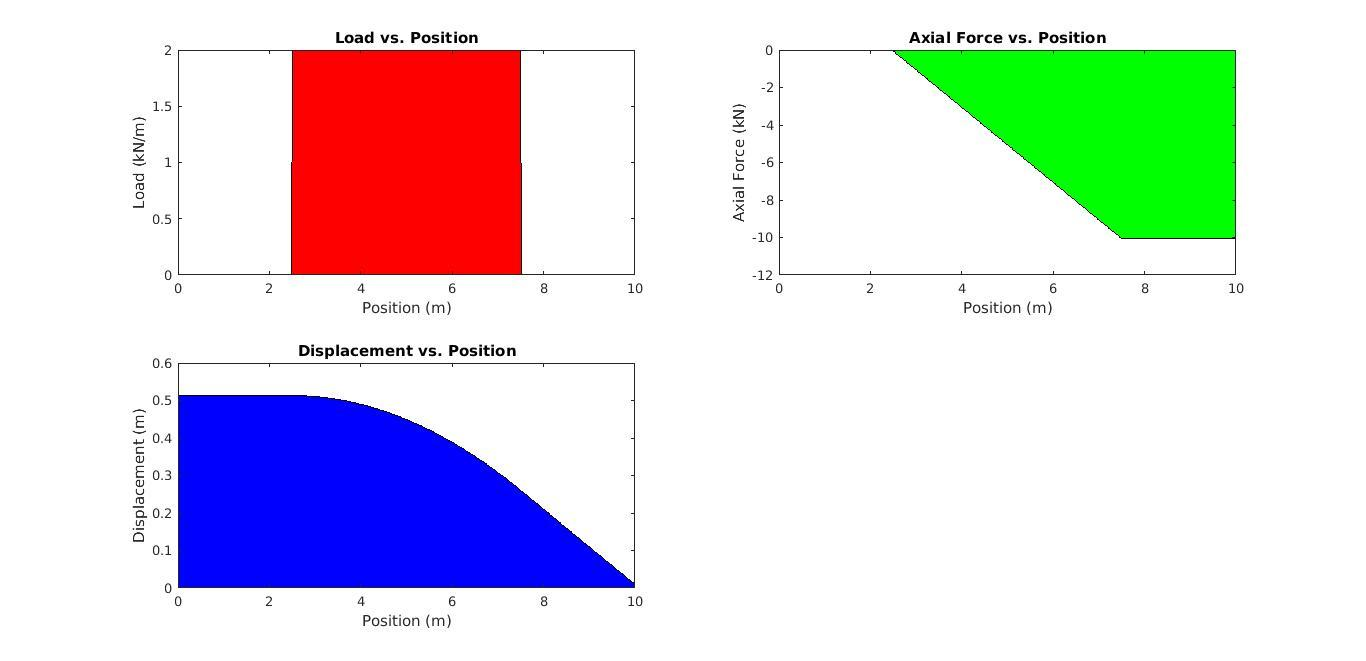 Load vs. Position
2
1.5
1
0.5
0
Load (kN/m)
0 2 4 6 8 10
Position (m)
Axial Force vs. Position
0
-2
-4
-6
-8
-10
-12
Axial Force (kN)
0 2 4 6 8 10
Position (m)
Displacement vs. Position
0.6
0.5
0.4
0.3
0.2
0.1
0
Displacement (m)
0 2 4 6 8 10
Position (m)